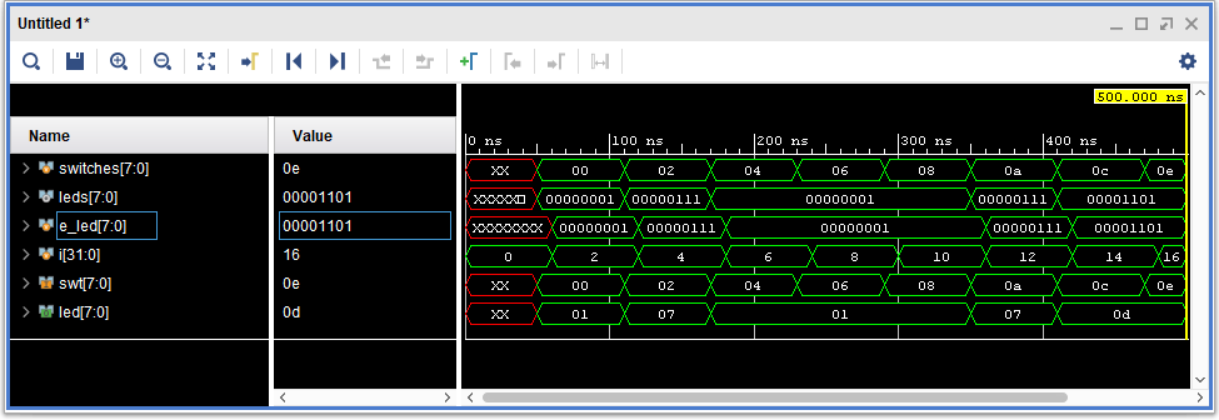 Untitled 1*
500.000 ns
Name Value
0 ns 100 ns 200 ns 300 ns 400 ns
switches[7:0] 0e XX 00 02 04 06 08 0a 0c 0e
leds[7:0] 00001101 XXXXX 00000001 00000111 00000001 00000111 00001101
e_led[7:0] 00001101 XXXXXXXX 00000001 00000111 00000001 00000111 00001101
i[31:0] 16 0 2 4 6 8 10 12 14 16
swt[7:0] 0e XX 00 02 04 06 08 0a 0c 0e
led[7:0] 0d XX 01 07 01 07 0d